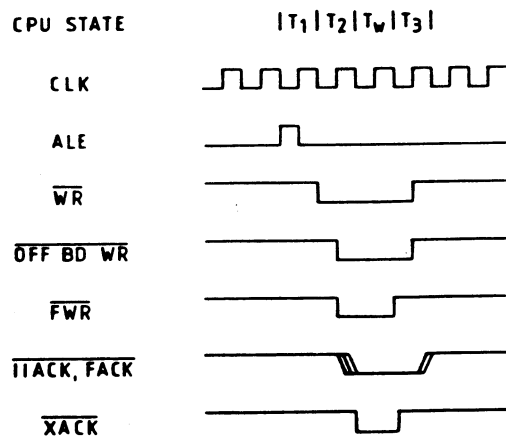 CPU STATE |T1|T2|Tw|T3|
CLK
ALE
WR
OFF BD WR
FWR
IIACK, FACK
XACK